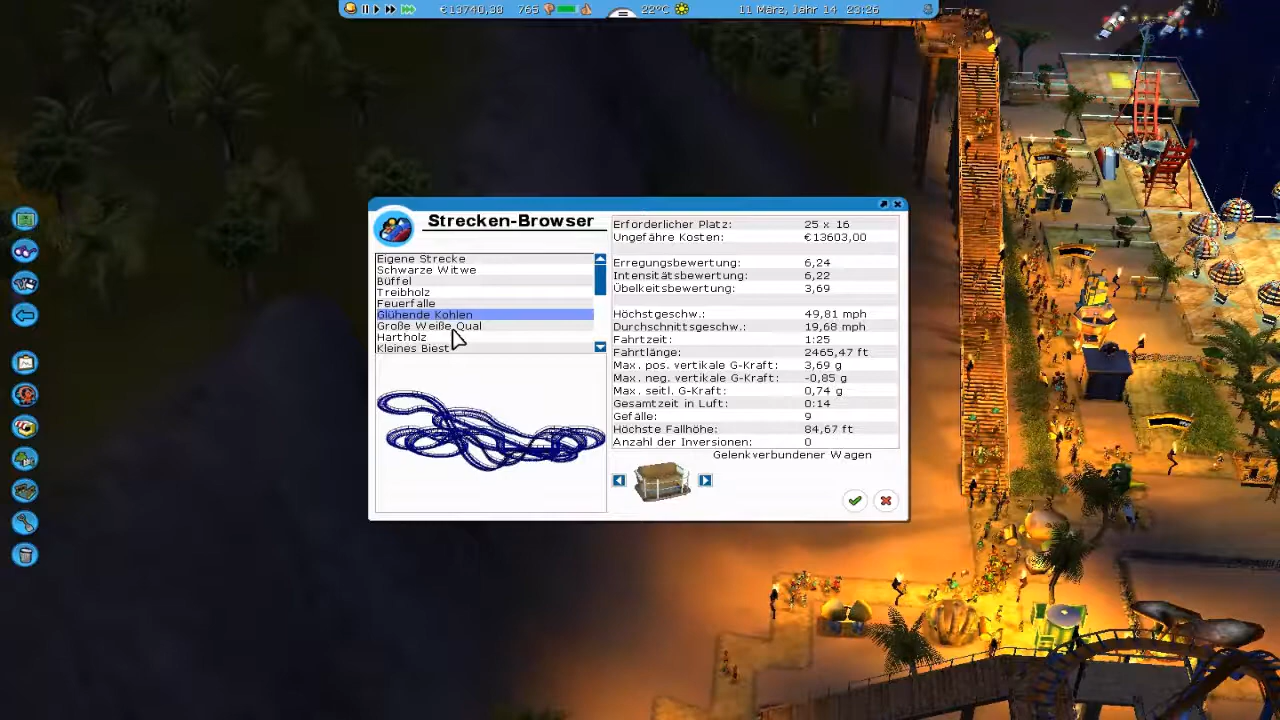 €13740,38 765 22°C 11 März, Jahr 14 23:26
Strecken-Browser
Eigene Strecke
Schwarze Witwe
Büffel
Treibholz
Feuerfalle
Glühende Kohlen
Große Weiße Qual
Hartholz
Kleines Biest
Erforderlicher Platz: 25 x 16
Ungefähre Kosten: €13603,00
Erregungsbewertung: 6,24
Intensitätsbewertung: 6,22
Übelkeitsbewertung: 3,69
Höchstgeschw.: 49,81 mph
Durchschnittsgeschw.: 19,68 mph
Fahrtzeit: 1:25
Fahrtlänge: 2465,47 ft
Max. pos. vertikale G-Kraft: 3,69 g
Max. neg. vertikale G-Kraft: -0,85 g
Max. seitl. G-Kraft: 0,74 g
Gesamtzeit in Luft: 0:14
Gefälle: 9
Höchste Fallhöhe: 84,67 ft
Anzahl der Inversionen: 0
Gelenkverbundener Wagen